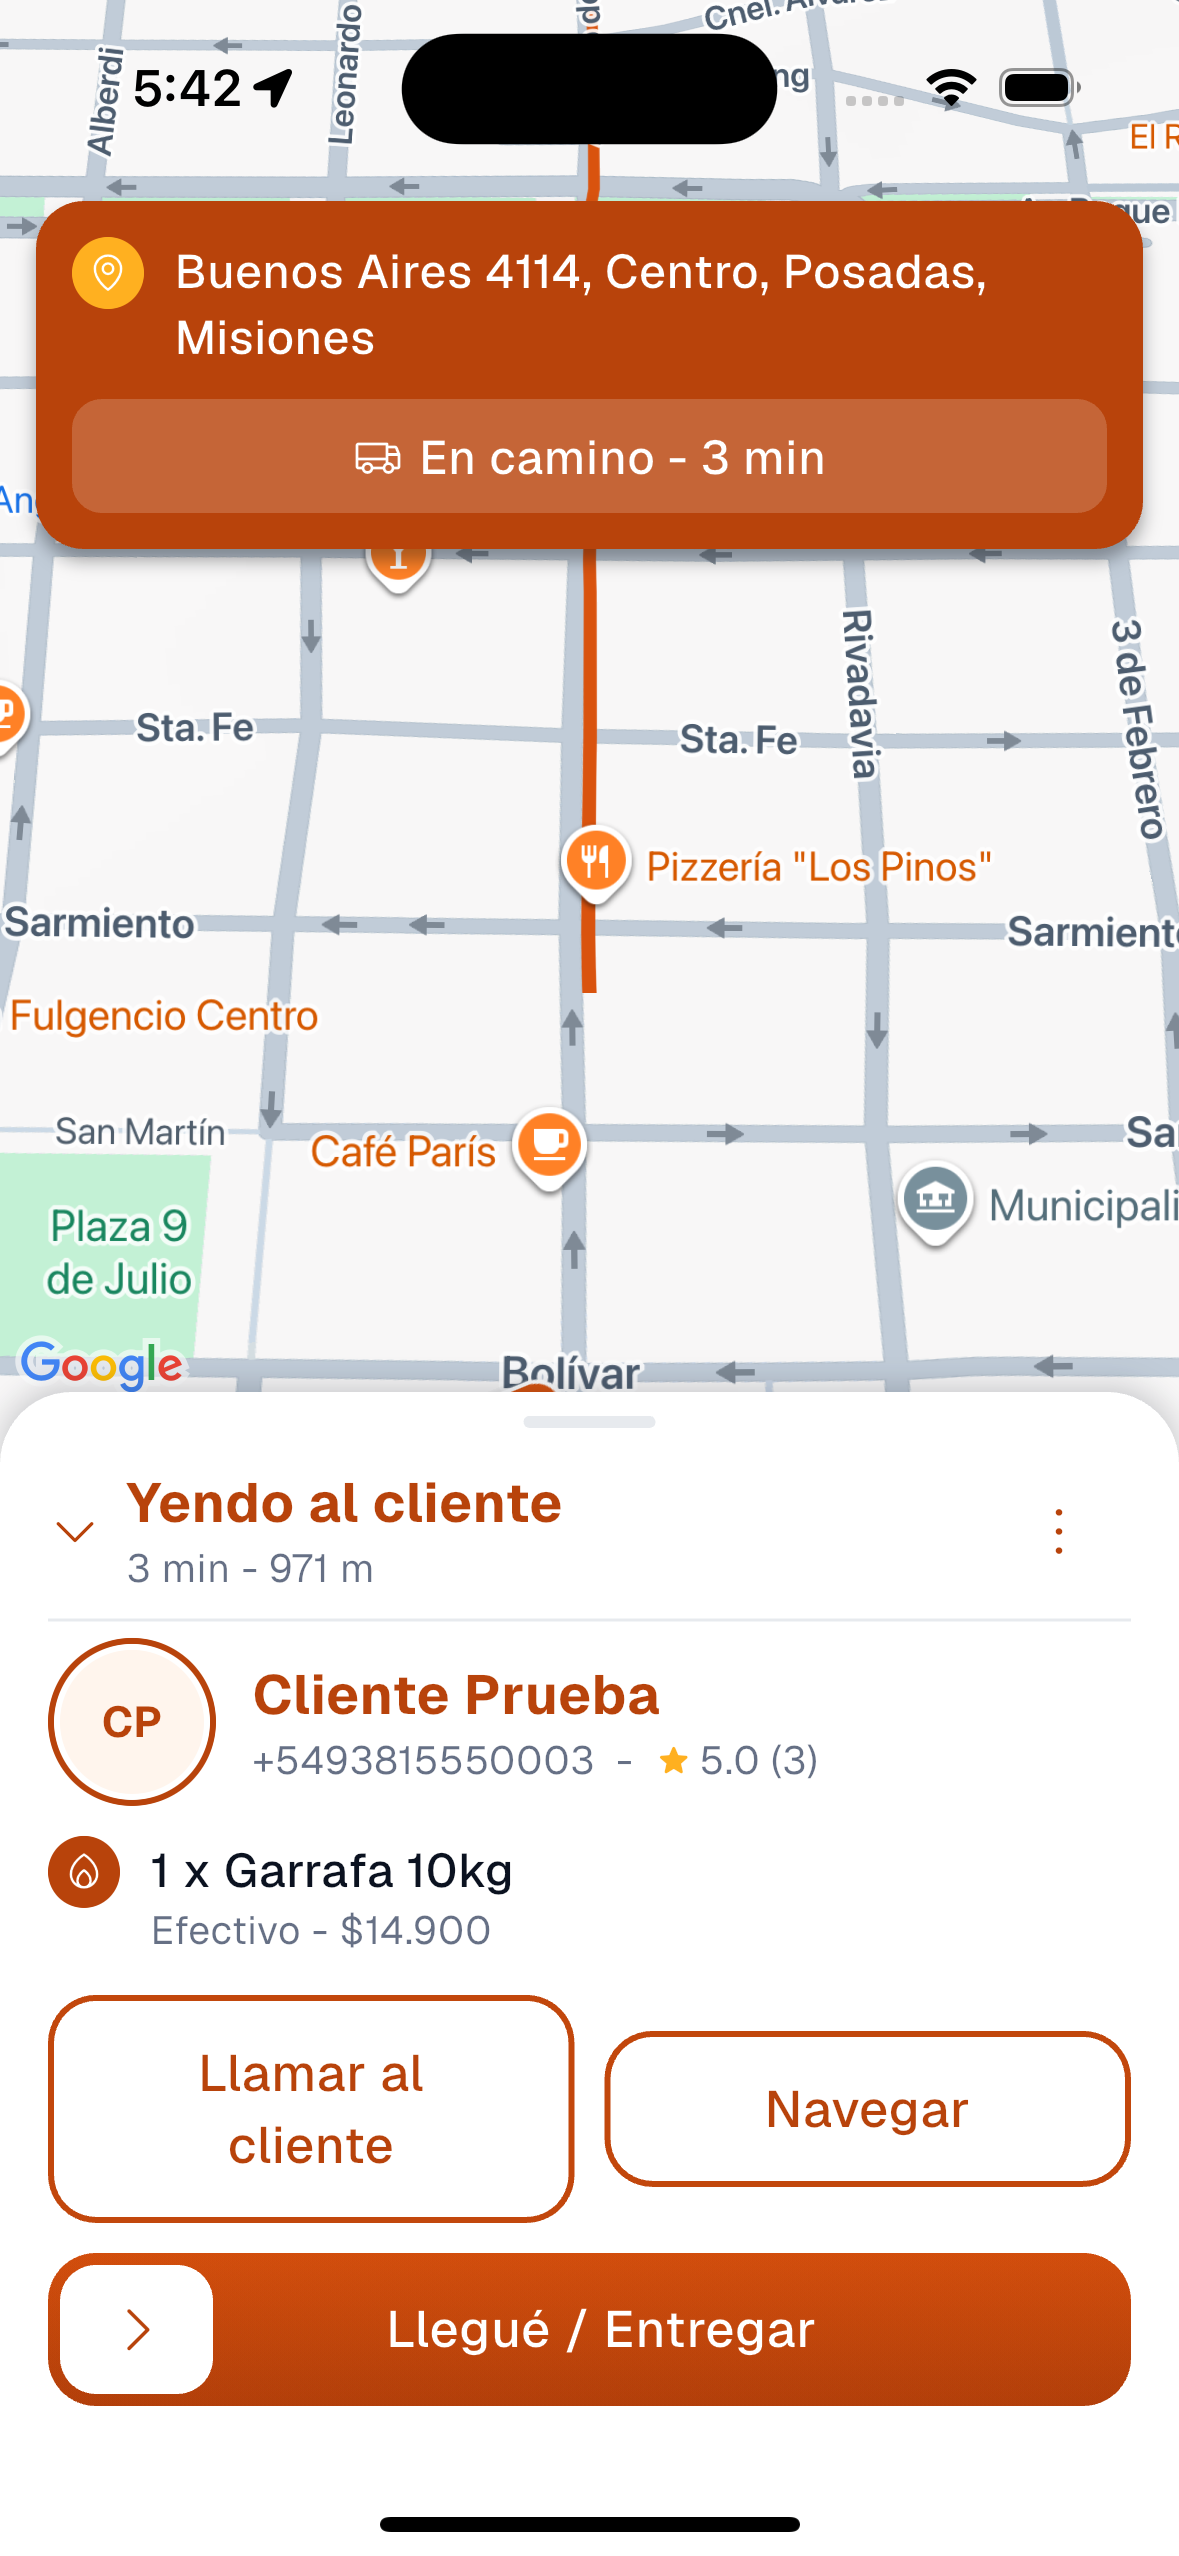 Alberdi
5:42
Leonardo
El R
Buenos Aires 4114, Centro, Posadas,
Misiones
En camino - 3 min
Rivadavia
3 de Febrero
Sta. Fe
Sta. Fe
Pizzería "Los Pinos"
Sarmiento
Sarmiento
Fulgencio Centro
San Martín
Café París
Plaza 9
de Julio
Municipali
Google
Bolívar
Yendo al cliente
3 min - 971 m
CP
Cliente Prueba
+5493815550003 - 5.0 (3)
1 x Garrafa 10kg
Efectivo - $14.900
Llamar al
cliente
Navegar
Llegué / Entregar